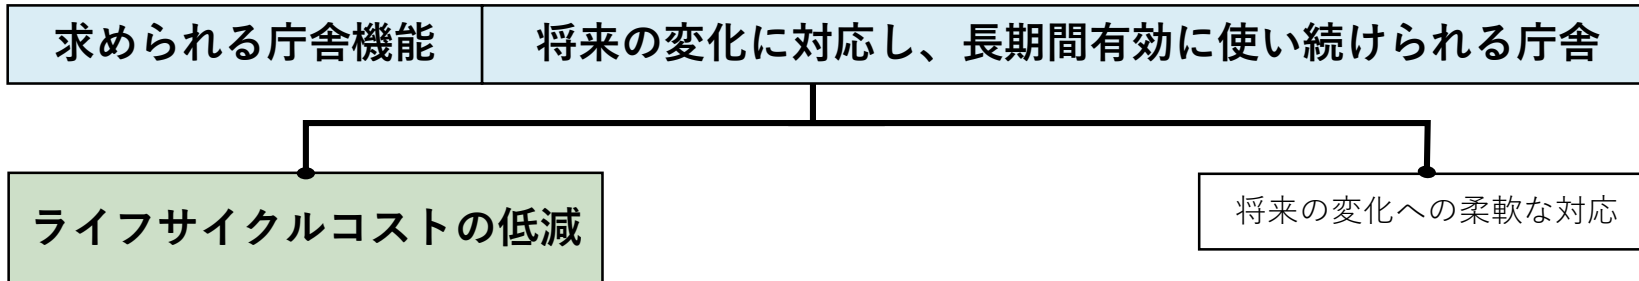 求められる庁舎機能
将来の変化に対応し、長期間有効に使い続けられる庁舎
ライフサイクルコストの低減
将来の変化への柔軟な対応